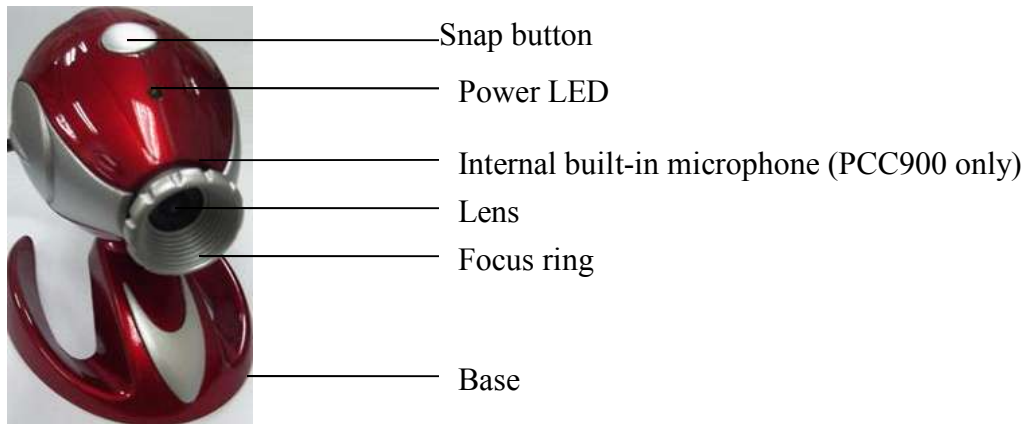 Snap button
Power LED
Internal built-in microphone (PCC900 only)
Lens
Focus ring
Base